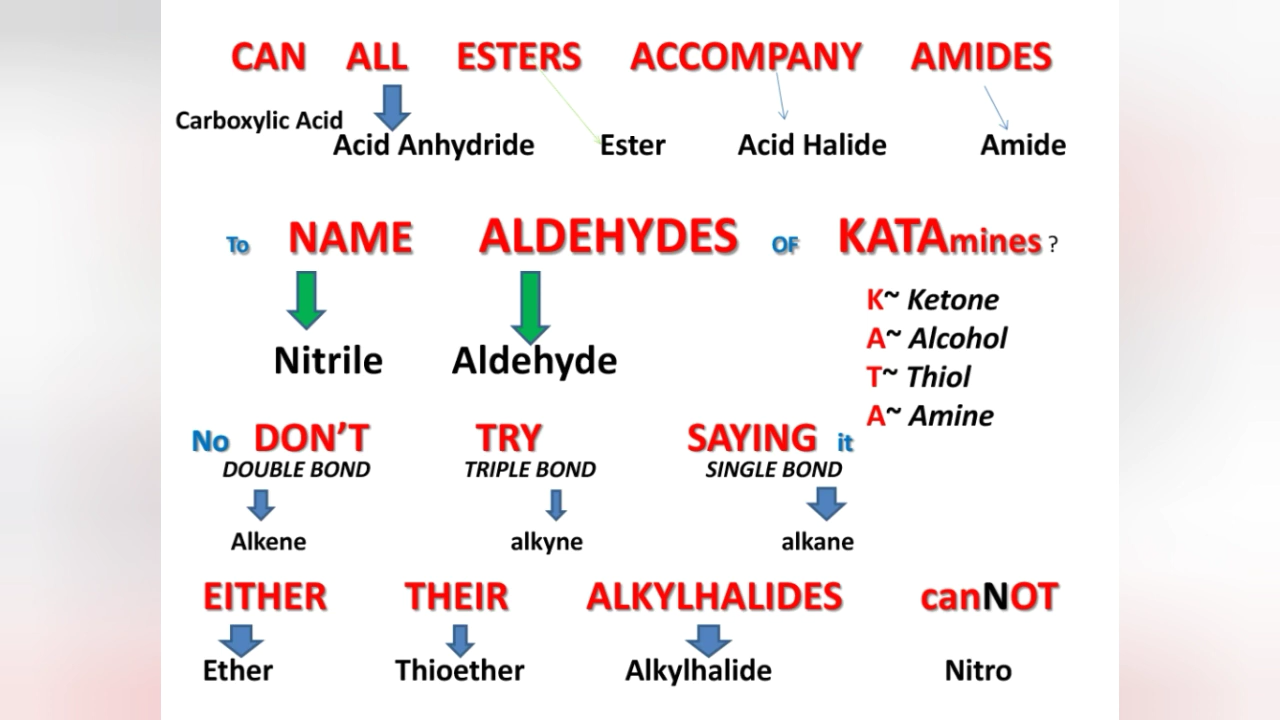 CAN ALL ESTERS ACCOMPANY AMIDES
Carboxylic Acid
Acid Anhydride Ester Acid Halide Amide
To NAME ALDEHYDES OF KATAmines ?
K~ Ketone
A~ Alcohol
Nitrile Aldehyde
T~ Thiol
A~ Amine
No DON'T TRY SAYING it
DOUBLE BOND TRIPLE BOND SINGLE BOND
Alkene alkyne alkane
EITHER THEIR ALKYLHALIDES canNOT
Ether Thioether Alkylhalide Nitro